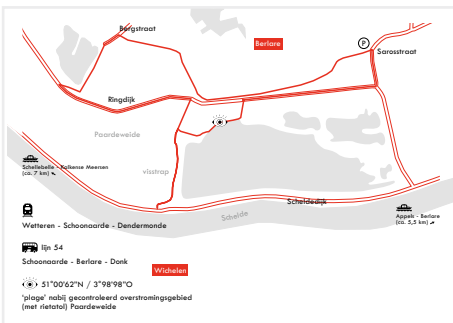 Bergstraat
Berlare
P
Sarosstraat
Ringdijk
Paardeweide
Schellebelle - Kalkense Meersen
(ca. 7 km)
visstrap
Scheldedijk
Schelde
Appels - Berlare
(ca. 5,5 km)
Wetteren - Schoonaarde - Dendermonde
lijn 54
Schoonaarde - Berlare - Donk
Wichelen
51°00'62"N / 3°98'98"O
'plage' nabij gecontroleerd overstromingsgebied
(met rietatol) Paardeweide